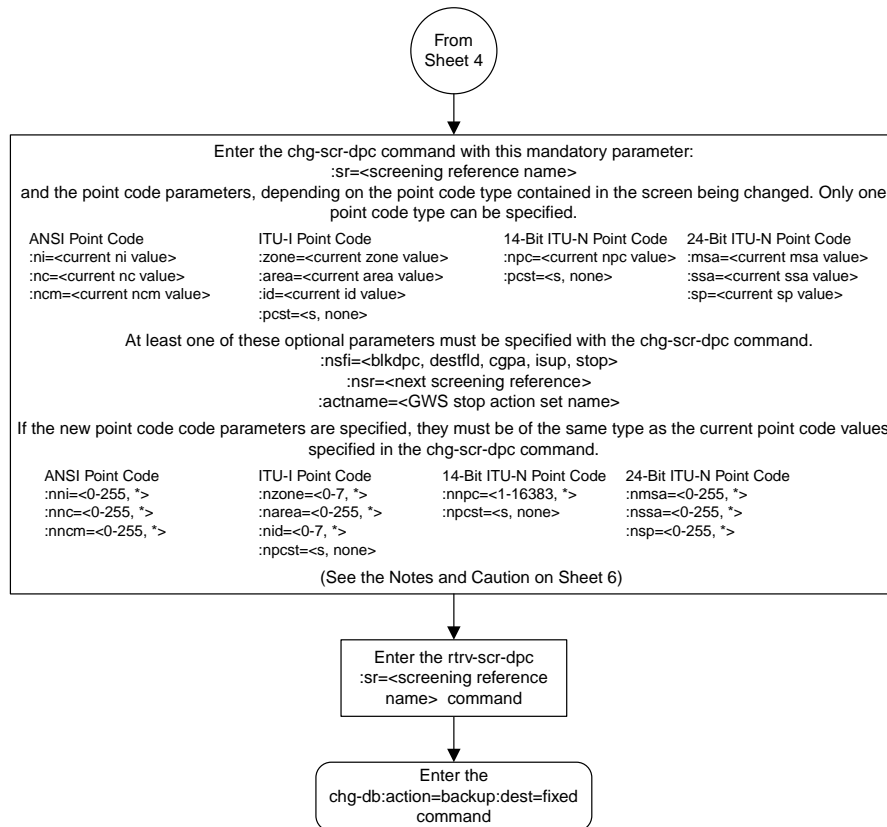 From
Sheet 4
Enter the chg-scr-dpc command with this mandatory parameter:
:sr=<screening reference name>
and the point code parameters, depending on the point code type contained in the screen being changed. Only one
point code type can be specified.
ANSI Point Code
:ni=<current ni value>
:nc=<current nc value>
:ncm=<current ncm value>
ITU-I Point Code
:zone=<current zone value>
:area=<current area value>
:id=<current id value>
:pcst=<s, none>
14-Bit ITU-N Point Code
:npc=<current npc value>
:pcst=<s, none>
24-Bit ITU-N Point Code
:msa=<current msa value>
:ssa=<current ssa value>
:sp=<current sp value>
At least one of these optional parameters must be specified with the chg-scr-dpc command.
:nsfi=<blkdpc, destfld, cgpa, isup, stop>
:nsr=<next screening reference>
:actname=<GWS stop action set name>
If the new point code code parameters are specified, they must be of the same type as the current point code values
specified in the chg-scr-dpc command.
ANSI Point Code
:nni=<0-255, *>
:nnc=<0-255, *>
:nncm=<0-255, *>
ITU-I Point Code
:nzone=<0-7, *>
:narea=<0-255, *>
:nid=<0-7, *>
:npcst=<s, none>
14-Bit ITU-N Point Code
:nnpc=<1-16383, *>
:npcst=<s, none>
24-Bit ITU-N Point Code
:nmsa=<0-255, *>
:nssa=<0-255, *>
:nsp=<0-255, *>
(See the Notes and Caution on Sheet 6)
Enter the rtrv-scr-dpc
:sr=<screening reference
name> command
Enter the
chg-db:action=backup:dest=fixed
command